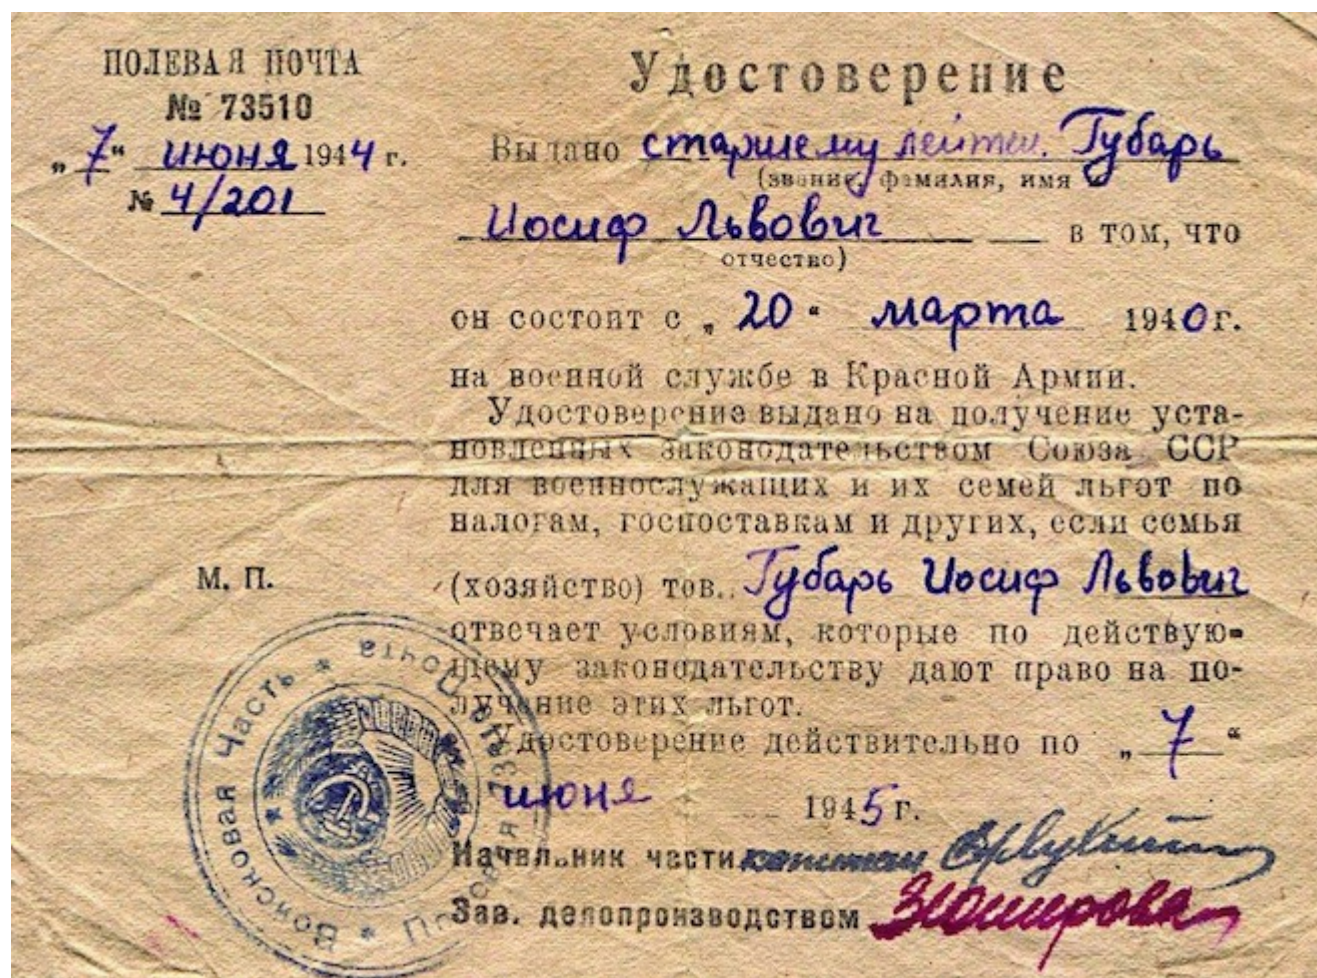 ПОЛЕВАЯ ПОЧТА
№ 73510
„7“ июня 1944 г.
№ 4/201
Удостоверение
Выдано старшему лейтен. Губарь
(звание, фамилия, имя и
Иосиф Львович в том, что
отчество)
он состоит с „20“ марта 1940 г.
на военной службе в Красной Армии.
Удостоверение выдано на получение уста-
новленных законодательством Союза ССР
для военнослужащих и их семей льгот по
налогам, госпоставкам и других, если семья
(хозяйство) тов. Губарь Иосиф Львович
отвечает условиям, которые по действую-
щему законодательству дают право на по-
лучение этих льгот.
Удостоверение действительно по „7“
июня 1945 г.
Начальник части капитан
Зав. делопроизводством
М. П.
Войсковая Часть * Полевая Почта * 73510